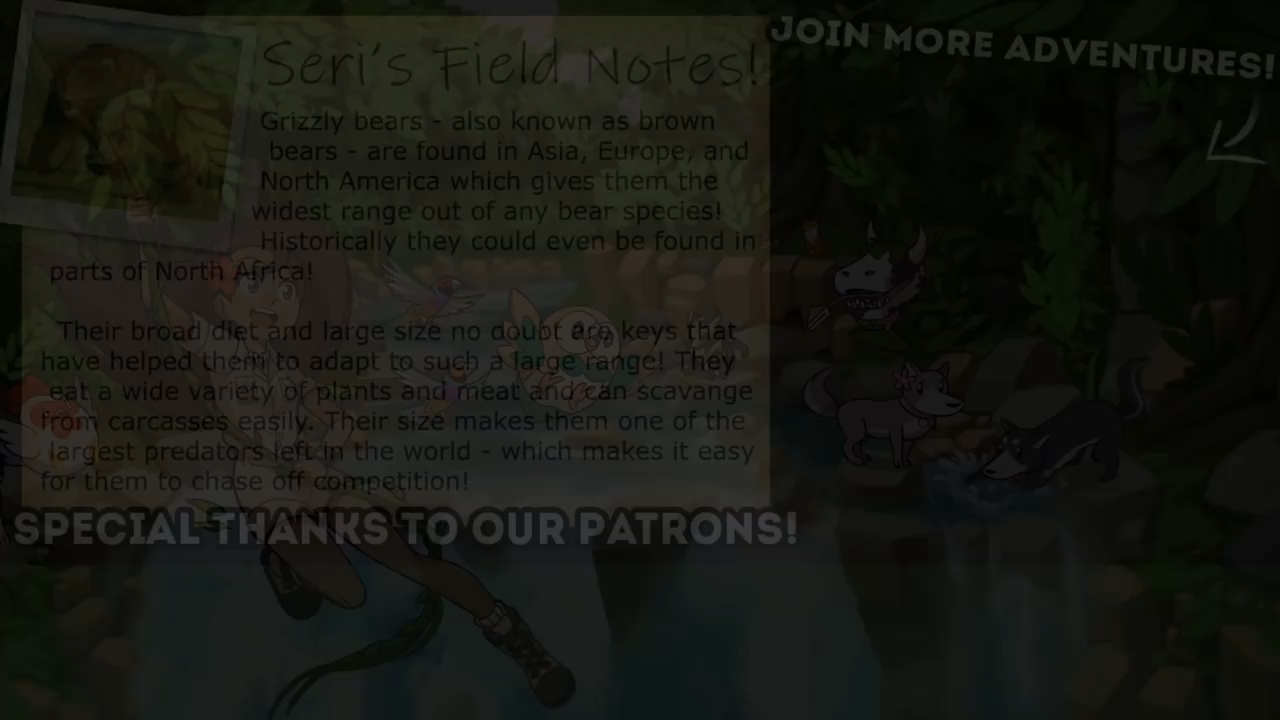 Seri's Field Notes!
JOIN MORE ADVENTURES!
Grizzly bears - also known as brown
bears - are found in Asia, Europe, and
North America which gives them the
widest range out of any bear species!
Historically they could even be found in
parts of North Africa!
Their broad diet and large size no doubt are keys that
have helped them to adapt to such a large range! They
eat a wide variety of plants and meat and can scavange
from carcasses easily. Their size makes them one of the
largest predators left in the world - which makes it easy
for them to chase off competition!
SPECIAL THANKS TO OUR PATRONS!